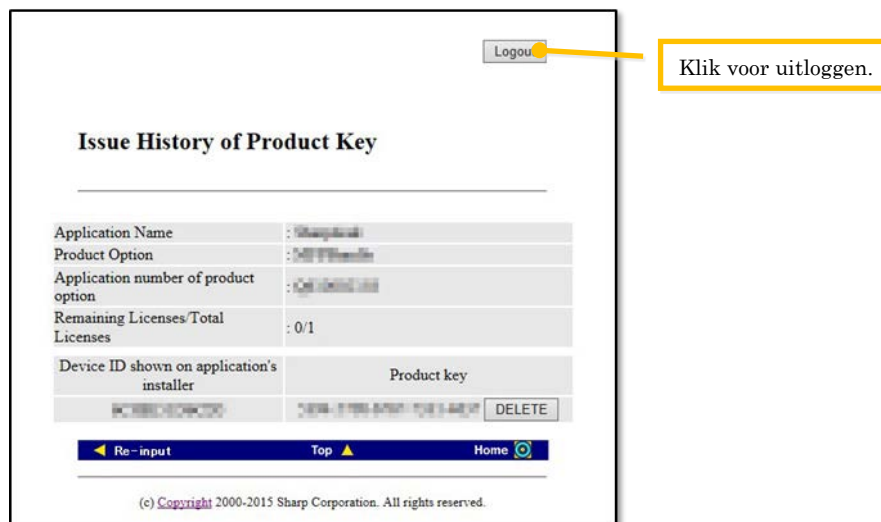 Logou
Klik voor uitloggen.
Issue History of Product Key
Application Name :
Product Option :
Application number of product
option :
Remaining Licenses/Total
Licenses : 0/1
Device ID shown on application's
installer
Product key
DELETE
Re-input Top Home
(c) Copyright 2000-2015 Sharp Corporation. All rights reserved.